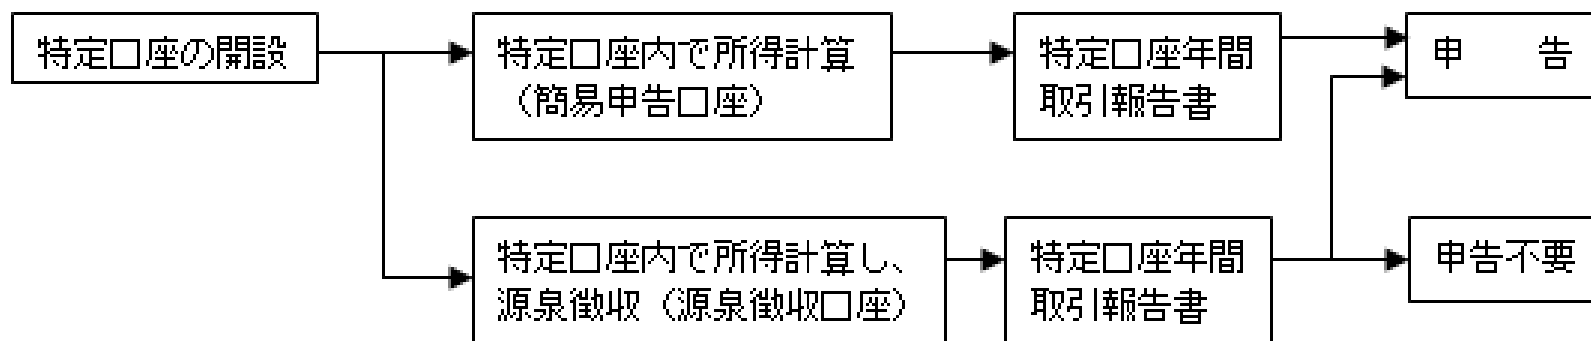 特定口座の開設
特定口座内で所得計算
（簡易申告口座）
特定口座年間
取引報告書
申　　告
特定口座内で所得計算し、
源泉徴収（源泉徴収口座）
特定口座年間
取引報告書
申告不要